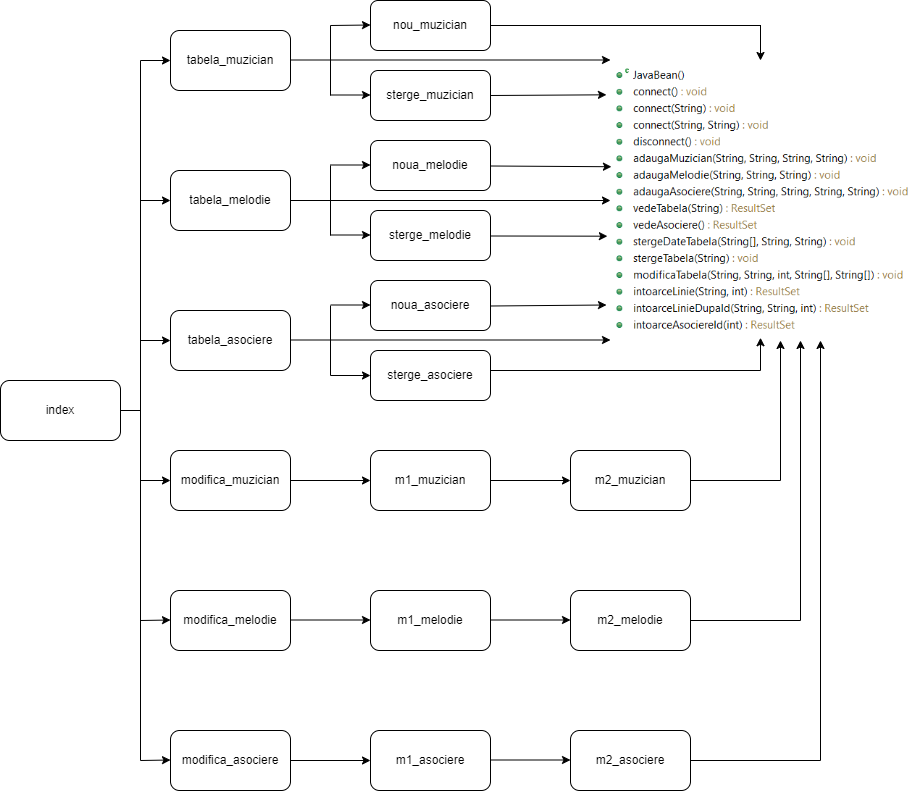 nou_muzician
tabela_muzician
sterge_muzician
noua_melodie
tabela_melodie
sterge_melodie
noua_asociere
tabela_asociere
sterge_asociere
index
modifica_muzician
m1_muzician
m2_muzician
modifica_melodie
m1_melodie
m2_melodie
modifica_asociere
m1_asociere
m2_asociere
c JavaBean()
connect() : void
connect(String) : void
connect(String, String) : void
disconnect() : void
adaugaMuzician(String, String, String, String) : void
adaugaMelodie(String, String, String) : void
adaugaAsociere(String, String, String, String, String) : void
vedeTabela(String) : ResultSet
vedeAsociere() : ResultSet
stergeDateTabela(String[], String, String) : void
stergeTabela(String) : void
modificaTabela(String, String, int, String[], String[]) : void
intoarceLinie(String, int) : ResultSet
intoarceLinieDupaId(String, String, int) : ResultSet
intoarceAsociereId(int) : ResultSet